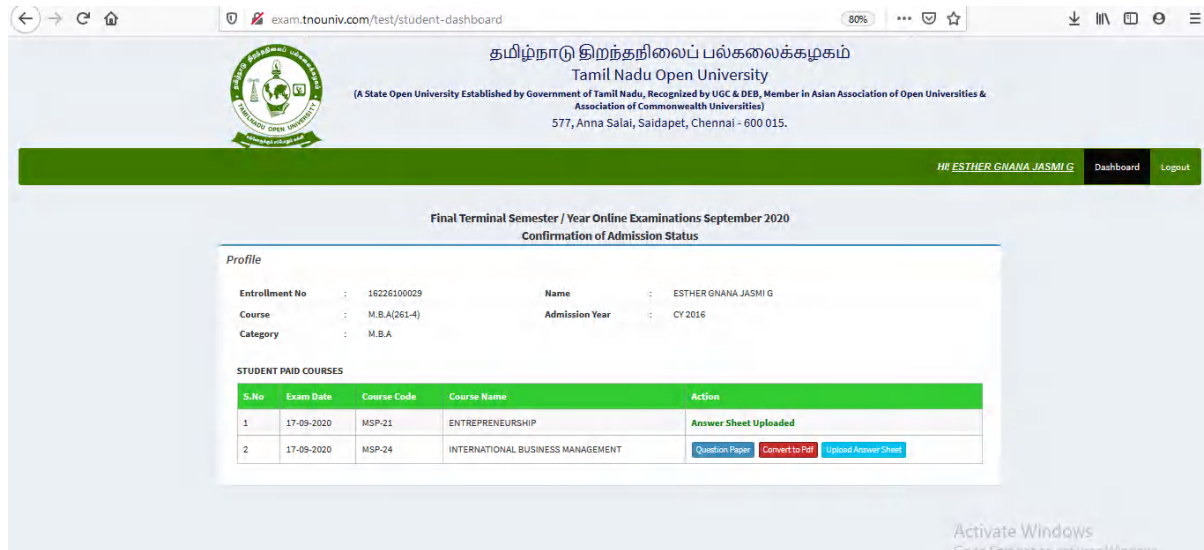 exam.tnouniv.com/test/student-dashboard
80%
தமிழ்நாடு திறந்தநிலைப் பல்கலைக்கழகம்
Tamil Nadu Open University
(A State Open University Established by Government of Tamil Nadu, Recognized by UGC & DEB, Member in Asian Association of Open Universities &
Association of Commonwealth Universities)
577, Anna Salai, Saidapet, Chennai - 600 015.
TAMILNADU OPEN UNIVERSITY
Hi! ESTHER GNANA JASMI G Dashboard Logout
Final Terminal Semester / Year Online Examinations September 2020
Confirmation of Admission Status
Profile
Entrollment No : 16226100029 Name : ESTHER GNANA JASMI G
Course : M.B.A(261-4) Admission Year : CY 2016
Category : M.B.A
STUDENT PAID COURSES
S.No Exam Date Course Code Course Name Action
1 17-09-2020 MSP-21 ENTREPRENEURSHIP Answer Sheet Uploaded
2 17-09-2020 MSP-24 INTERNATIONAL BUSINESS MANAGEMENT Question Paper Convert to Pdf Upload Answer Sheet
Activate Windows